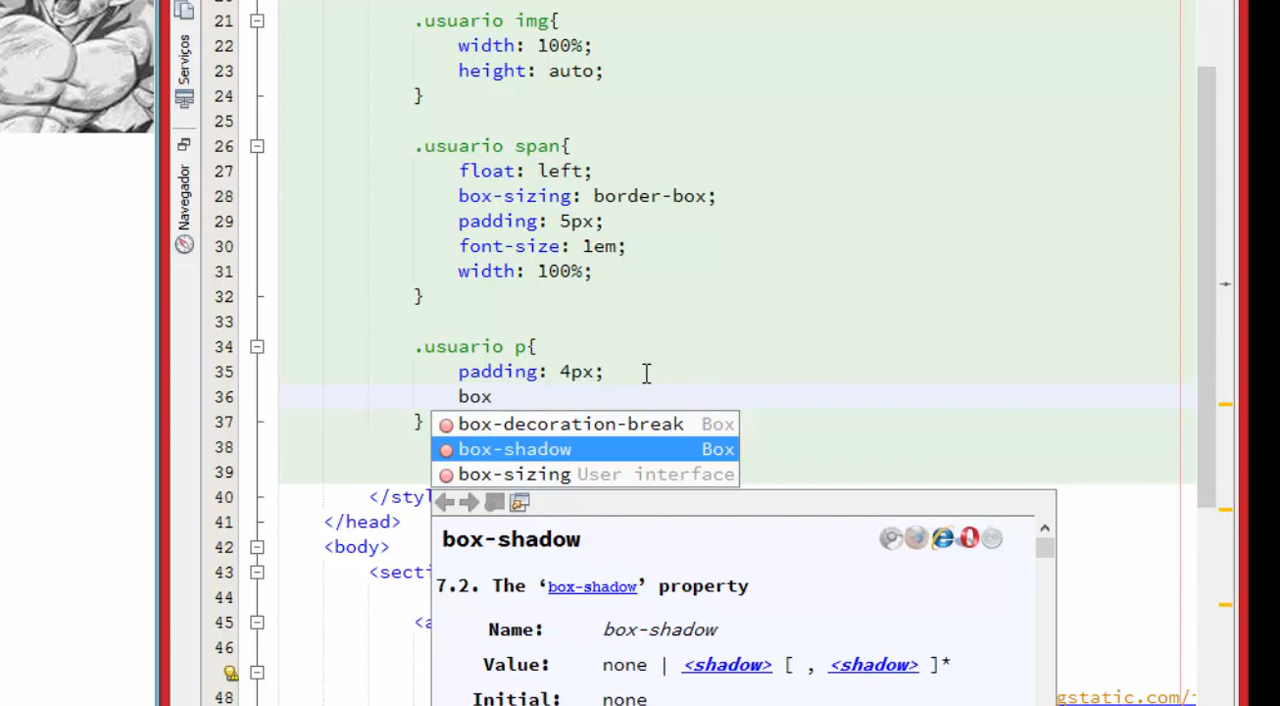 Serviços
Navegador
21 .usuario img{
22 width: 100%;
23 height: auto;
24 }
25
26 .usuario span{
27 float: left;
28 box-sizing: border-box;
29 padding: 5px;
30 font-size: 1em;
31 width: 100%;
32 }
33
34 .usuario p{
35 padding: 4px;
36 box
37 }
box-decoration-break Box
38
box-shadow Box
39
box-sizing User interface
40 </styl
41 </head>
42 <body>
box-shadow
43 <secti
44
7.2. The ‘box-shadow’ property
45 <a
Name: box-shadow
46
Value: none | <shadow> [ , <shadow> ]*
48
Initial: none
gstatic.com/